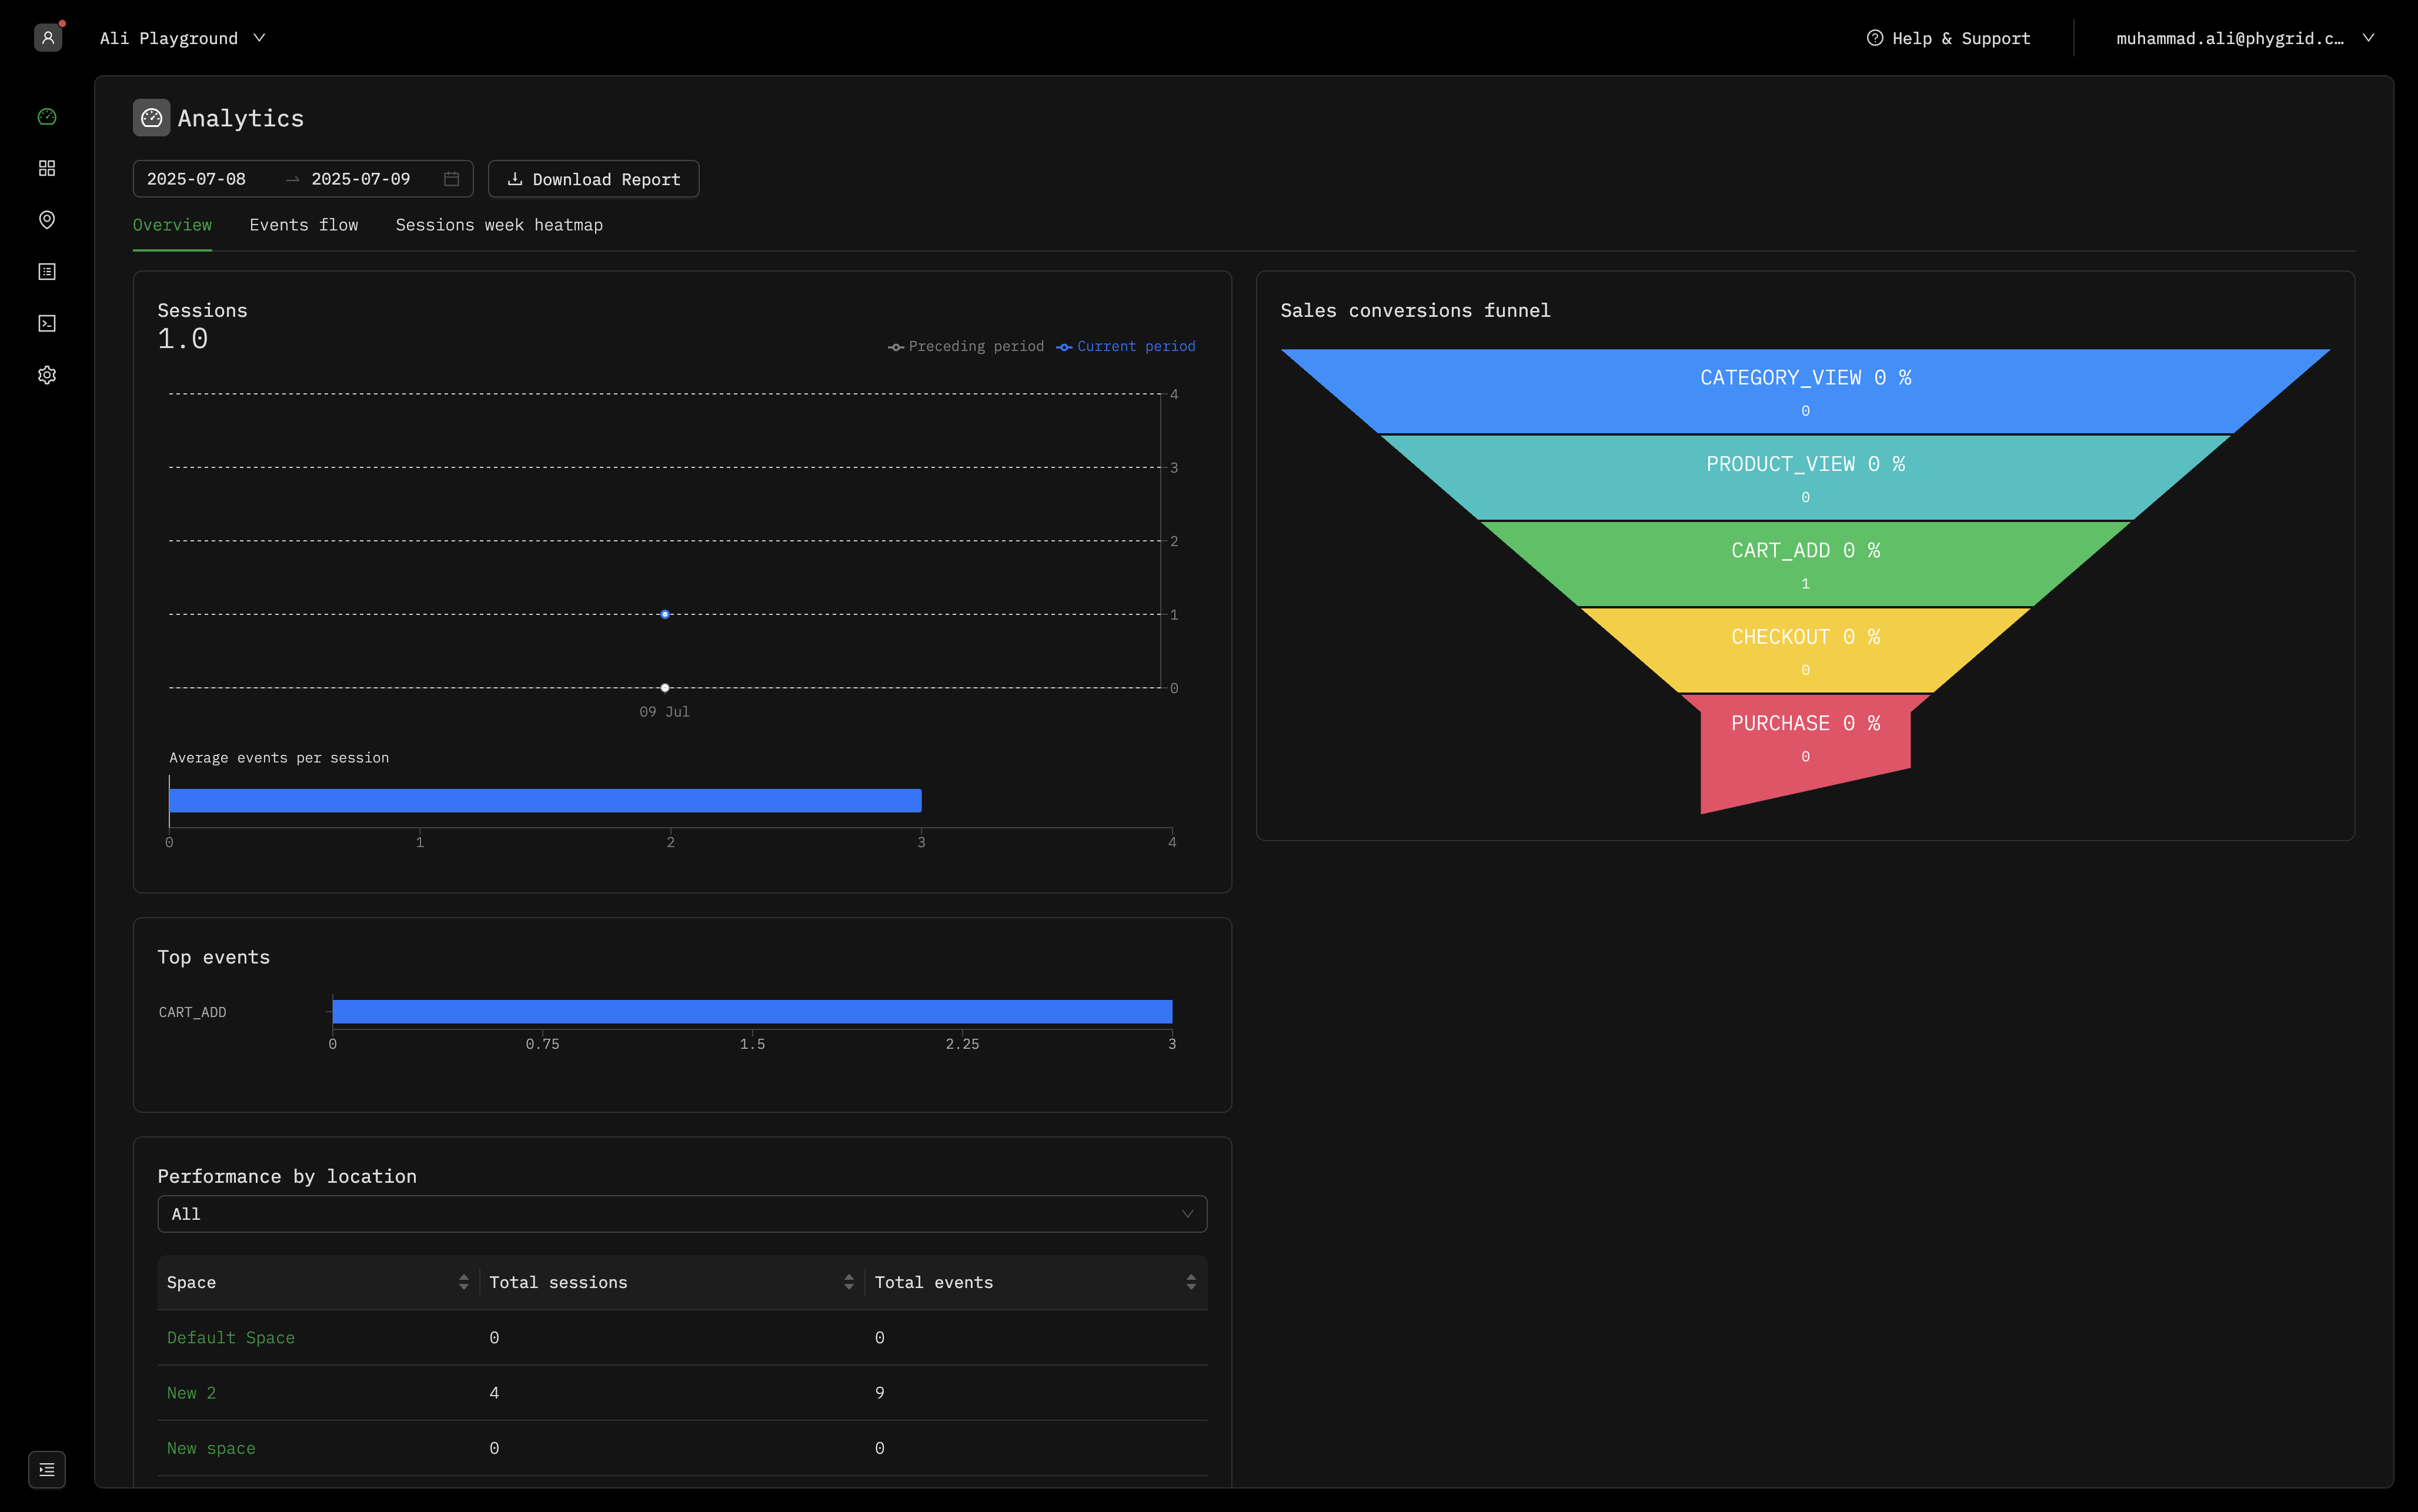 Ali Playground
Help & Support
muhammad.ali@phygrid.c…
Analytics
2025-07-08 → 2025-07-09
Download Report
Overview
Events flow
Sessions week heatmap
Sessions
1.0
Preceding period
Current period
4
3
2
1
0
09 Jul
Average events per session
0 1 2 3 4
Sales conversions funnel
CATEGORY_VIEW 0 %
0
PRODUCT_VIEW 0 %
0
CART_ADD 0 %
1
CHECKOUT 0 %
0
PURCHASE 0 %
0
Top events
CART_ADD
0 0.75 1.5 2.25 3
Performance by location
All
Space Total sessions Total events
Default Space 0 0
New 2 4 9
New space 0 0